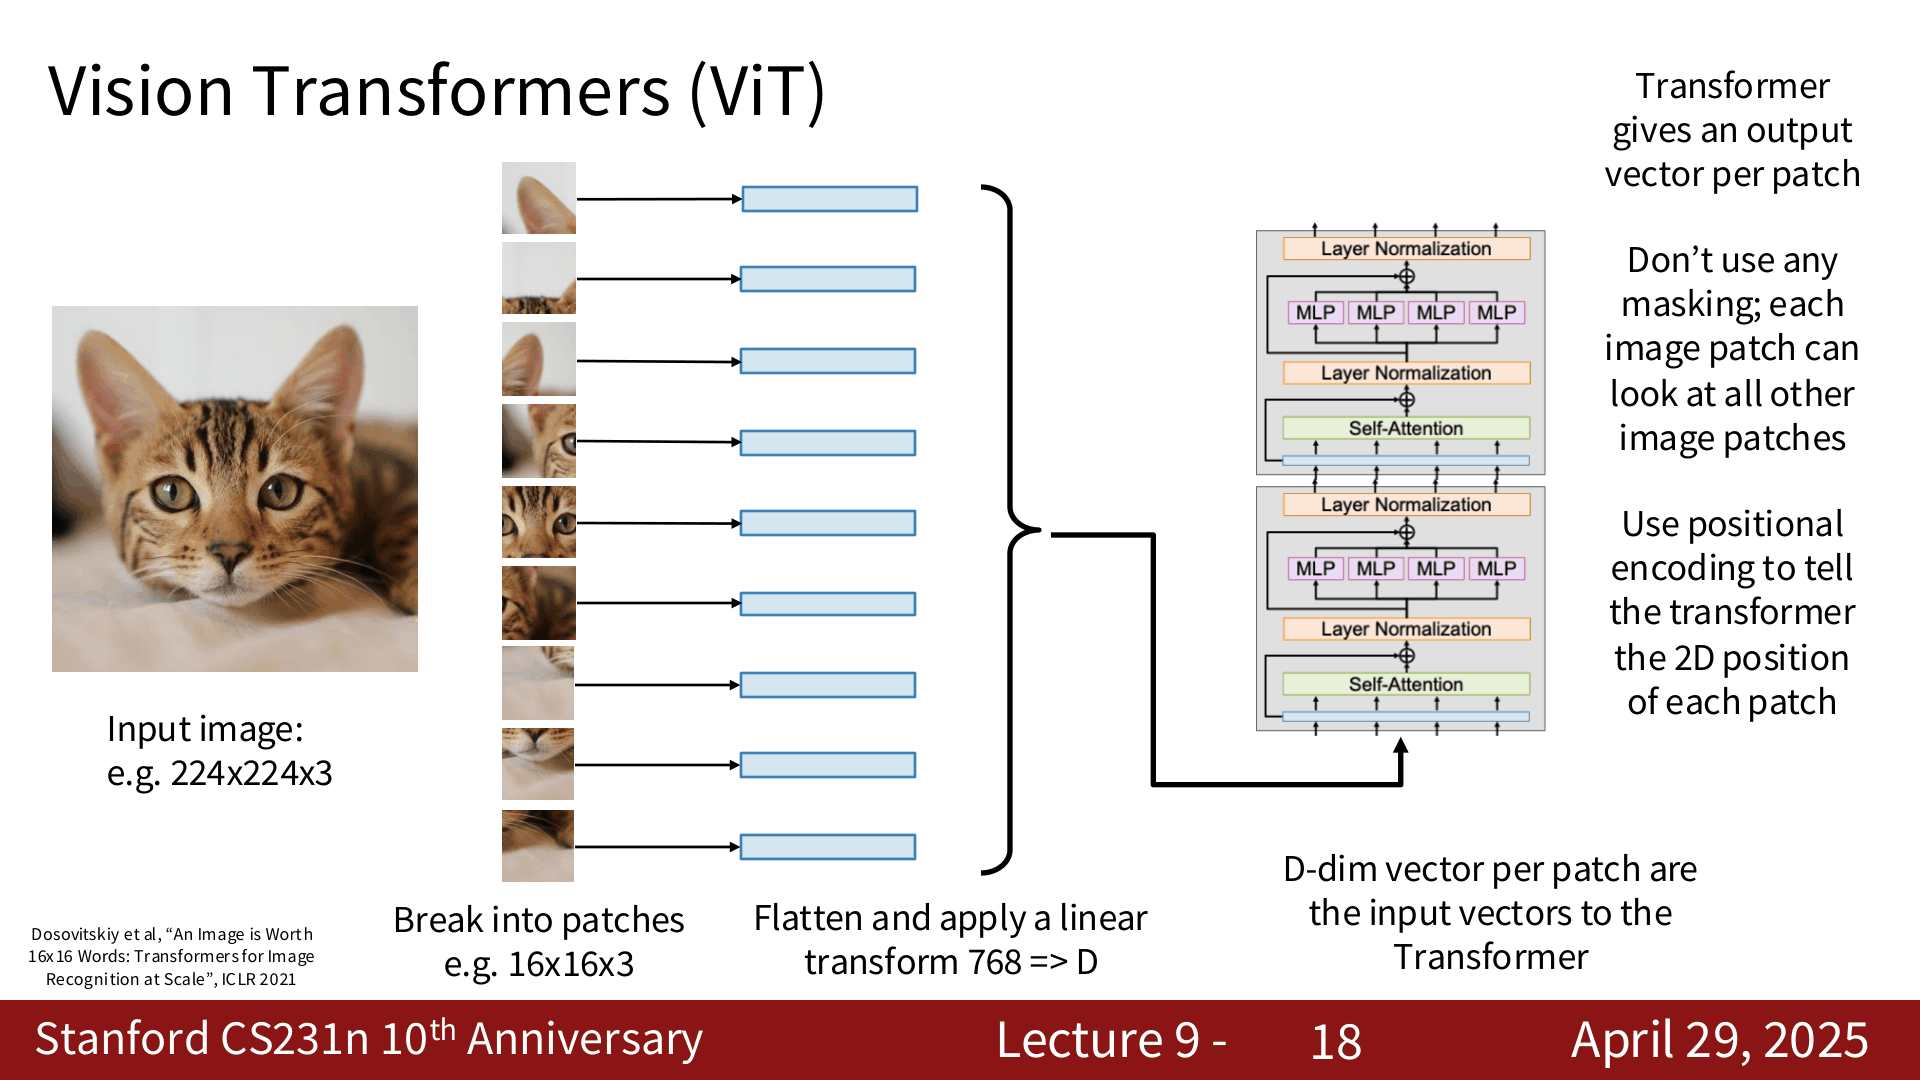 Vision Transformers (ViT)
Input image:
e.g. 224x224x3
Break into patches
e.g. 16x16x3
Flatten and apply a linear
transform 768 => D
Layer Normalization
MLP MLP MLP MLP
Layer Normalization
Self-Attention
Layer Normalization
MLP MLP MLP MLP
Layer Normalization
Self-Attention
D-dim vector per patch are
the input vectors to the
Transformer
Transformer
gives an output
vector per patch
Don’t use any
masking; each
image patch can
look at all other
image patches
Use positional
encoding to tell
the transformer
the 2D position
of each patch
Dosovitskiy et al, “An Image is Worth
16x16 Words: Transformers for Image
Recognition at Scale”, ICLR 2021
Stanford CS231n 10th Anniversary
Lecture 9 - 18
April 29, 2025